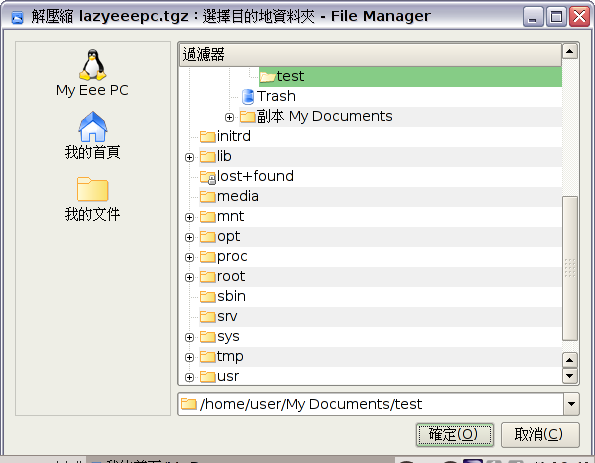 解壓縮 lazyeeepc.tgz：選擇目的地資料夾 - File Manager
My Eee PC
我的首頁
我的文件
過濾器
test
Trash
副本 My Documents
initrd
lib
lost+found
media
mnt
opt
proc
root
sbin
srv
sys
tmp
usr
/home/user/My Documents/test
確定(O)
取消(C)